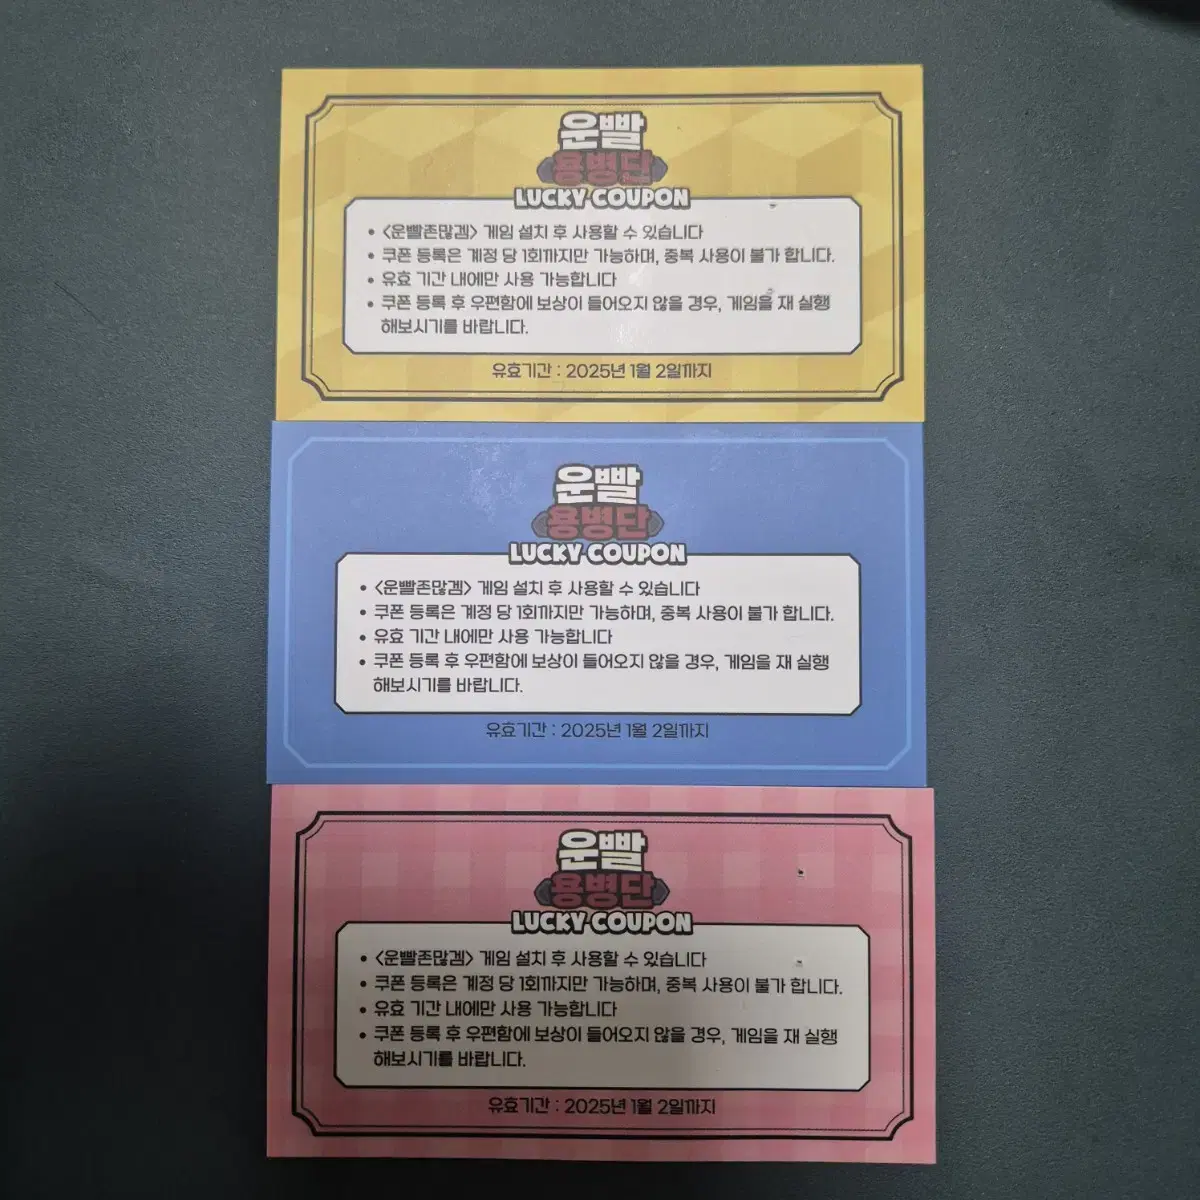 운빨
용병단
LUCKY COUPON
• <운빨존많겜> 게임 설치 후 사용할 수 있습니다
• 쿠폰 등록은 계정 당 1회까지만 가능하며, 중복 사용이 불가 합니다.
• 유효 기간 내에만 사용 가능합니다
• 쿠폰 등록 후 우편함에 보상이 들어오지 않을 경우, 게임을 재 실행
해보시기를 바랍니다.
유효기간 : 2025년 1월 2일까지
운빨
용병단
LUCKY COUPON
• <운빨존많겜> 게임 설치 후 사용할 수 있습니다
• 쿠폰 등록은 계정 당 1회까지만 가능하며, 중복 사용이 불가 합니다.
• 유효 기간 내에만 사용 가능합니다
• 쿠폰 등록 후 우편함에 보상이 들어오지 않을 경우, 게임을 재 실행
해보시기를 바랍니다.
유효기간 : 2025년 1월 2일까지
운빨
용병단
LUCKY COUPON
• <운빨존많겜> 게임 설치 후 사용할 수 있습니다
• 쿠폰 등록은 계정 당 1회까지만 가능하며, 중복 사용이 불가 합니다.
• 유효 기간 내에만 사용 가능합니다
• 쿠폰 등록 후 우편함에 보상이 들어오지 않을 경우, 게임을 재 실행
해보시기를 바랍니다.
유효기간 : 2025년 1월 2일까지